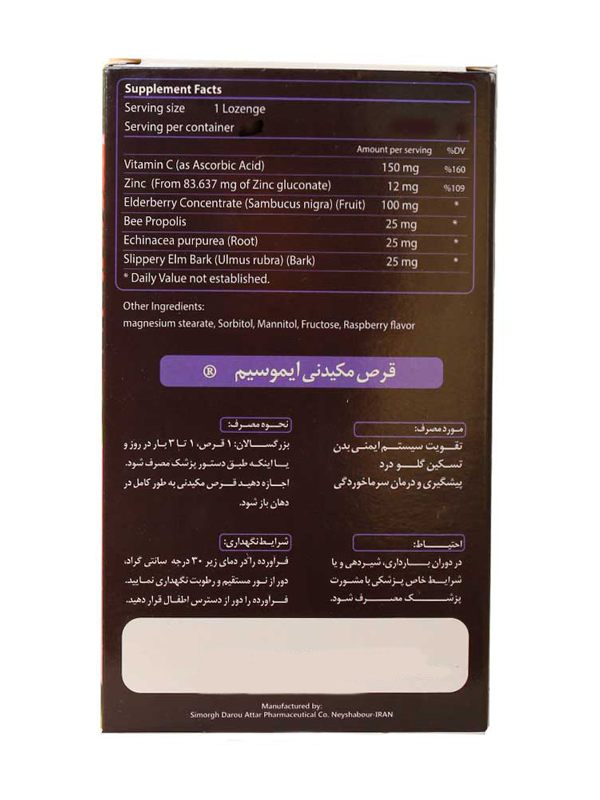 Supplement Facts
Serving size 1 Lozenge
Serving per container
Amount per serving %DV
Vitamin C (as Ascorbic Acid) 150 mg %160
Zinc (From 83.637 mg of Zinc gluconate) 12 mg %109
Elderberry Concentrate (Sambucus nigra) (Fruit) 100 mg *
Bee Propolis 25 mg *
Echinacea purpurea (Root) 25 mg *
Slippery Elm Bark (Ulmus rubra) (Bark) 25 mg *
* Daily Value not established.
Other Ingredients:
magnesium stearate, Sorbitol, Mannitol, Fructose, Raspberry flavor
قرص مکیدنی ایموسیم ®
مورد مصرف:
تقویت سیستم ایمنی بدن
تسکین گلو درد
پیشگیری و درمان سرماخوردگی
نحوه مصرف:
بزرگسالان: ۱ قرص، ۱ تا ۳ بار در روز و
یا اینکه طبق دستور پزشک مصرف شود.
اجازه دهید قرص مکیدنی به طور کامل در
دهان باز شود.
احتیاط:
در دوران بارداری، شیردهی و یا
شرایط خاص پزشکی با مشورت
پزشک مصرف شود.
شرایط نگهداری:
فرآورده را در دمای زیر ۳۰ درجه سانتی گراد،
دور از نور مستقیم و رطوبت نگهداری نمایید.
فرآورده را دور از دسترس اطفال قرار دهید.
Manufactured by:
Simorgh Darou Attar Pharmaceutical Co. Neyshabour-IRAN